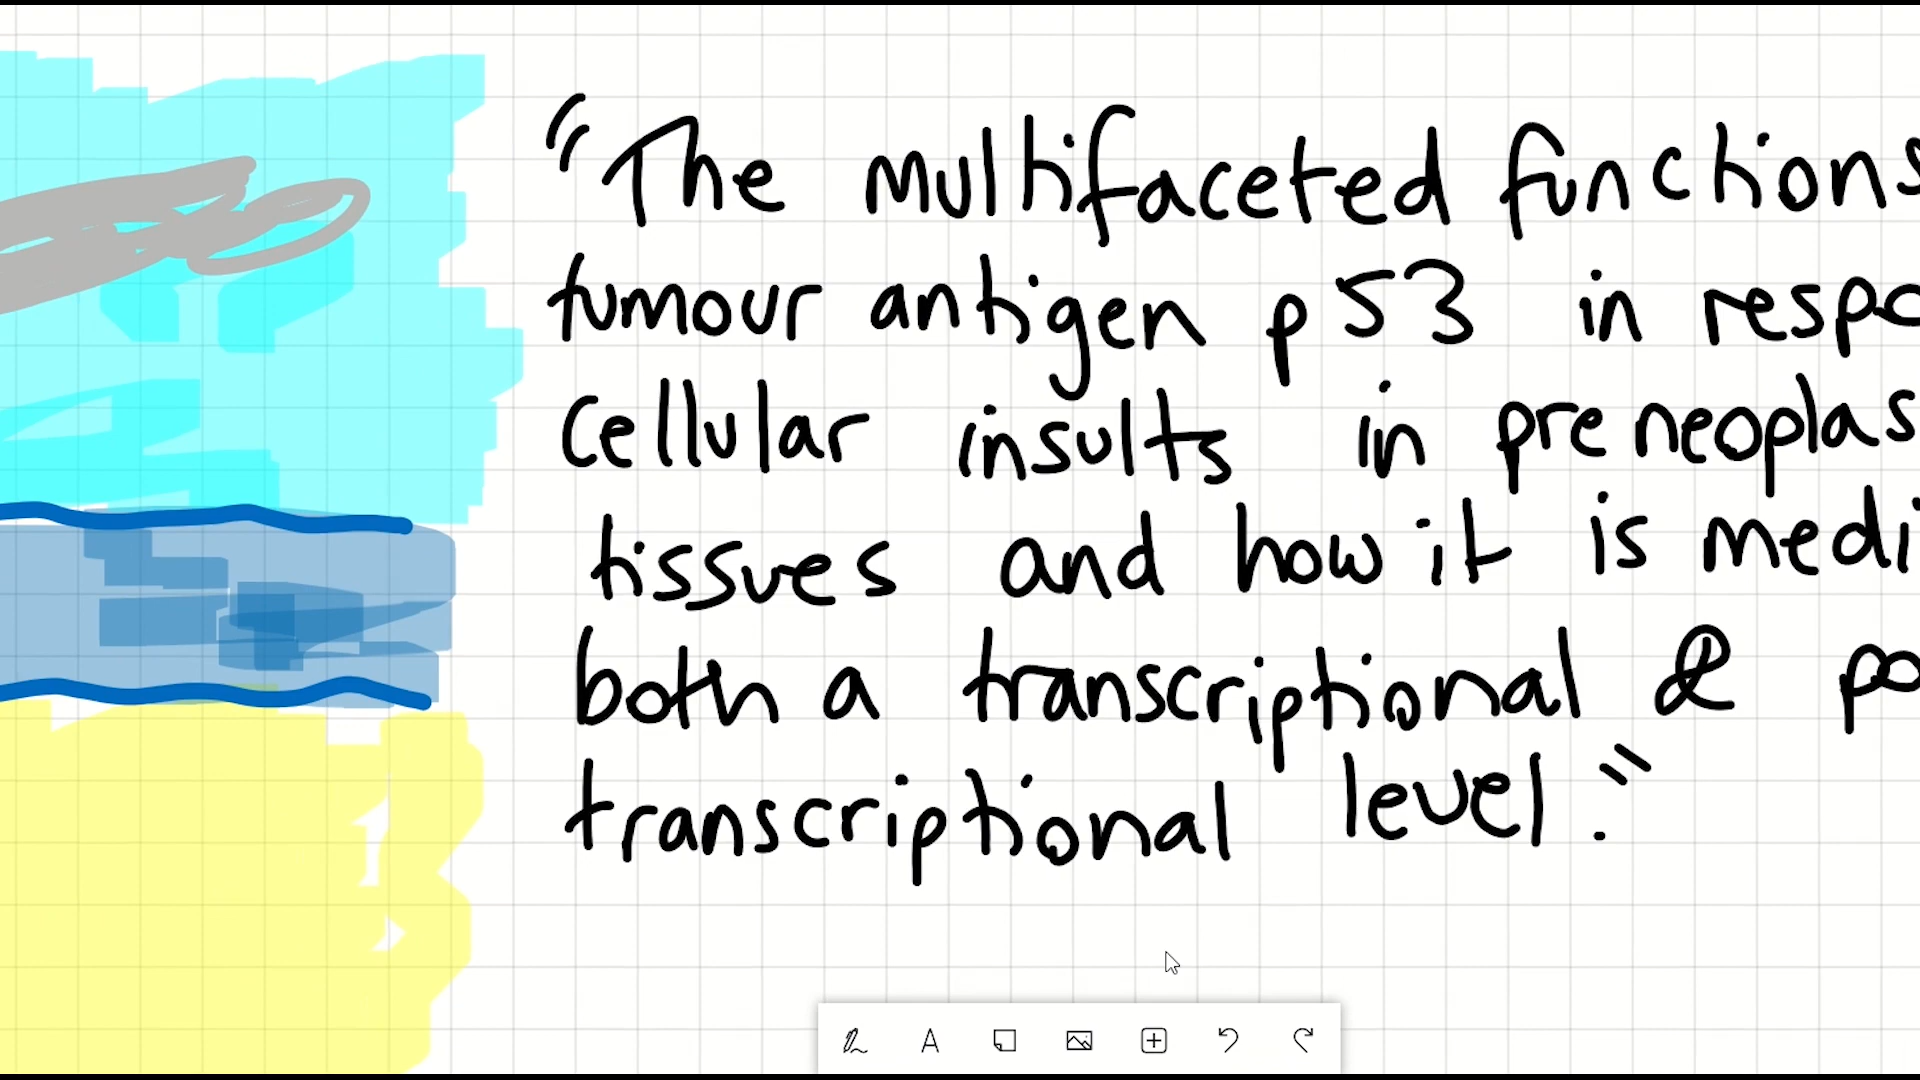 "The multifaceted functions
tumour antigen p53 in respo
cellular insults in preneoplas
tissues and how it is medi
both a transcriptional & po
transcriptional level."
A